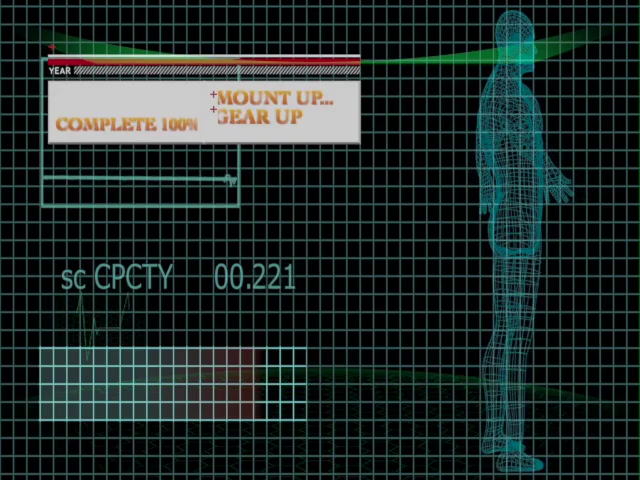 YEAR
MOUNT UP...
GEAR UP
COMPLETE 100%
sc CPCTY 00.221